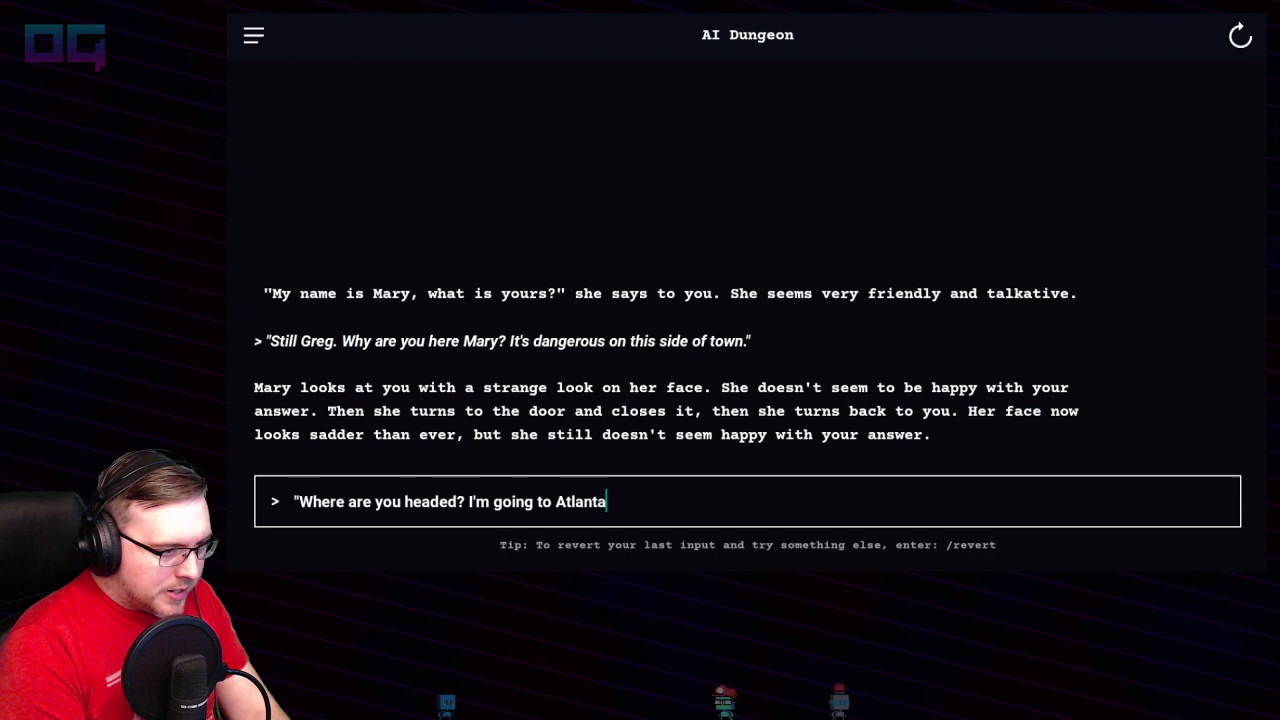 OG
AI Dungeon
"My name is Mary, what is yours?" she says to you. She seems very friendly and talkative.
> "Still Greg. Why are you here Mary? It's dangerous on this side of town."
Mary looks at you with a strange look on her face. She doesn't seem to be happy with your
answer. Then she turns to the door and closes it, then she turns back to you. Her face now
looks sadder than ever, but she still doesn't seem happy with your answer.
> "Where are you headed? I'm going to Atlanta
Tip: To revert your last input and try something else, enter: /revert